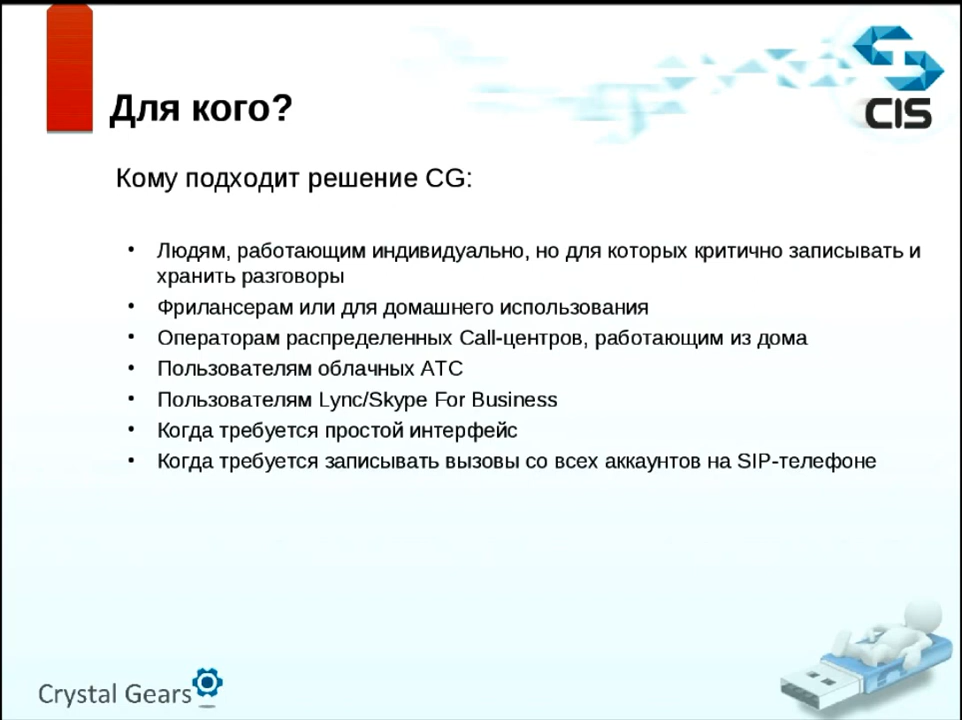 CIS
Для кого?
Кому подходит решение CG:
• Людям, работающим индивидуально, но для которых критично записывать и
хранить разговоры
• Фрилансерам или для домашнего использования
• Операторам распределенных Call-центров, работающим из дома
• Пользователям облачных АТС
• Пользователям Lync/Skype For Business
• Когда требуется простой интерфейс
• Когда требуется записывать вызовы со всех аккаунтов на SIP-телефоне
Crystal Gears